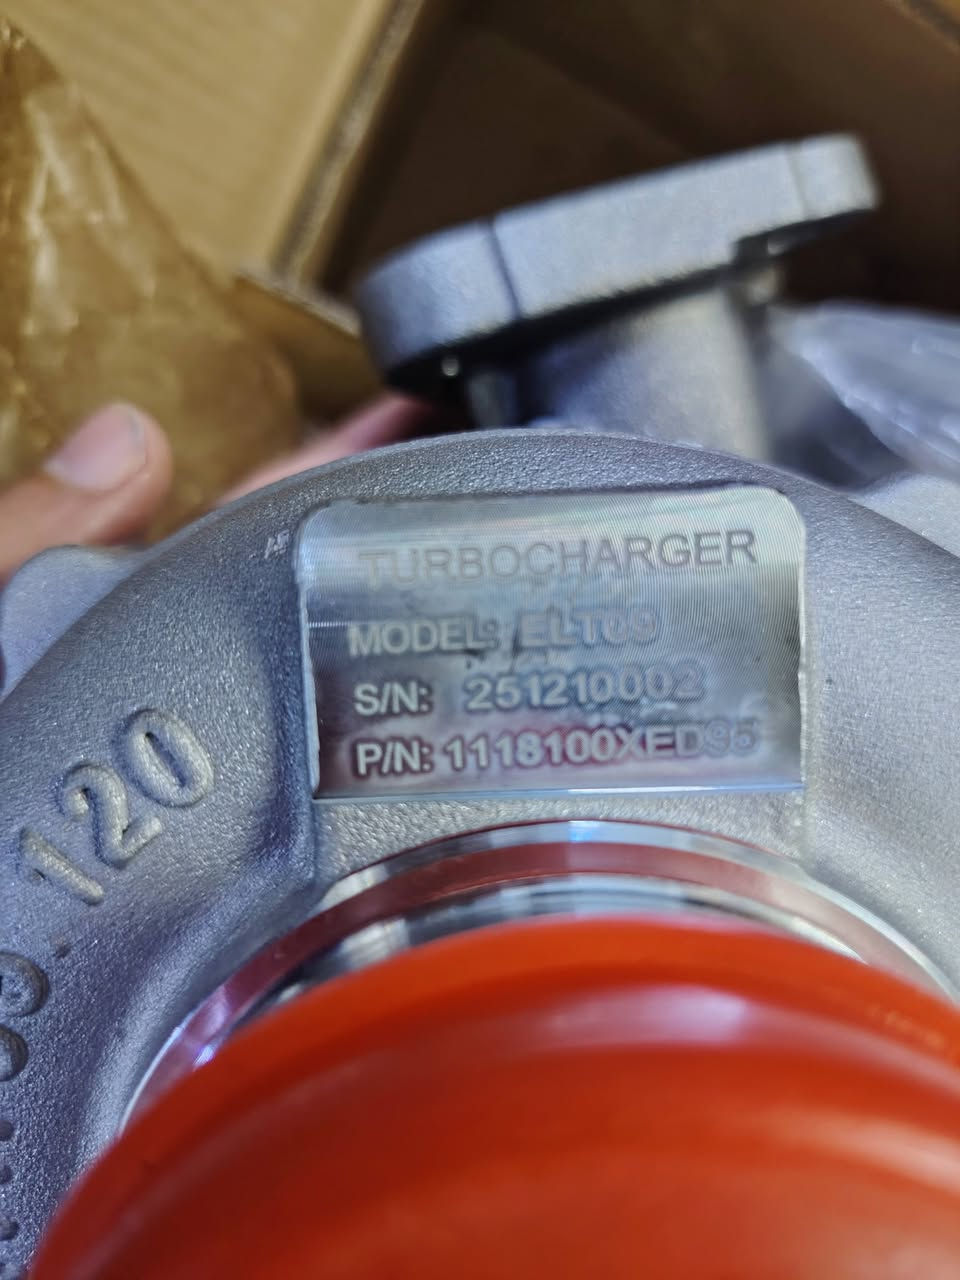 TURBOCHARGER
MODEL: ELT09
S/N: 251210002
P/N: 1118100XED95
120